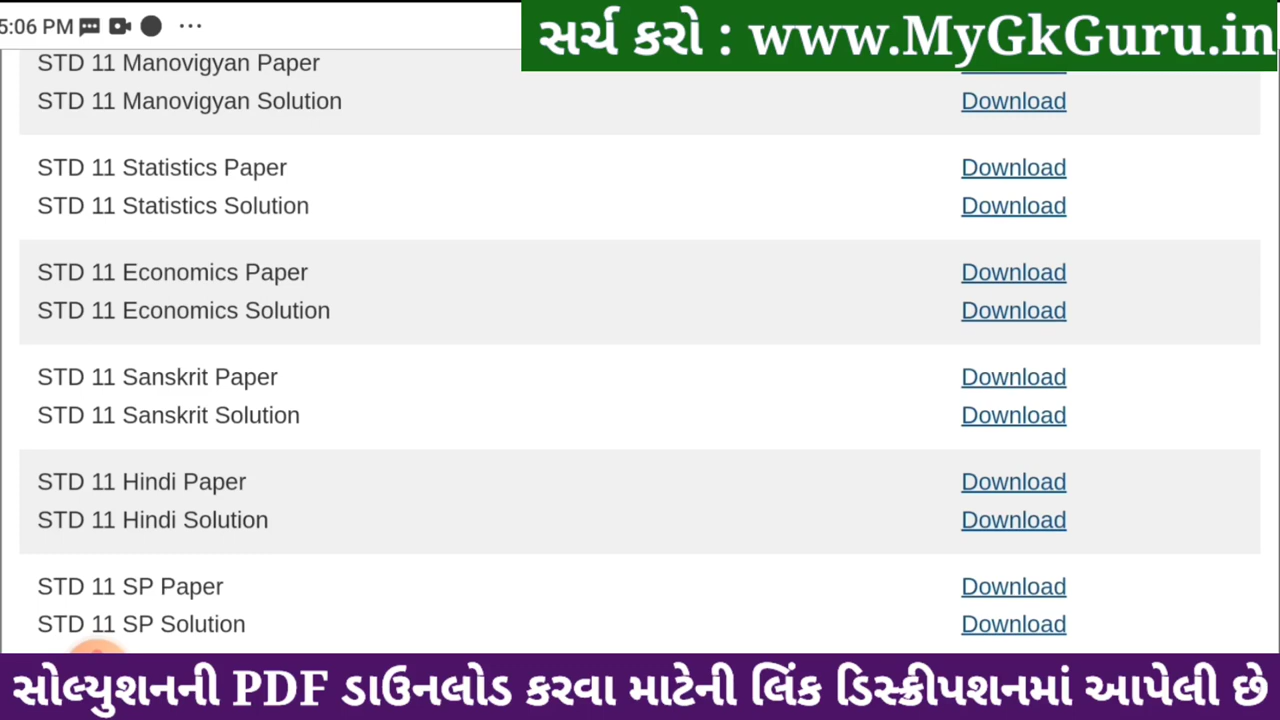 5:06 PM
સર્ચ કરો : www.MyGkGuru.in
STD 11 Manovigyan Paper
STD 11 Manovigyan Solution Download
STD 11 Statistics Paper Download
STD 11 Statistics Solution Download
STD 11 Economics Paper Download
STD 11 Economics Solution Download
STD 11 Sanskrit Paper Download
STD 11 Sanskrit Solution Download
STD 11 Hindi Paper Download
STD 11 Hindi Solution Download
STD 11 SP Paper Download
STD 11 SP Solution Download
સોલ્યુશનની PDF ડાઉનલોડ કરવા માટેની લિંક ડિસ્ક્રીપશનમાં આપેલી છે